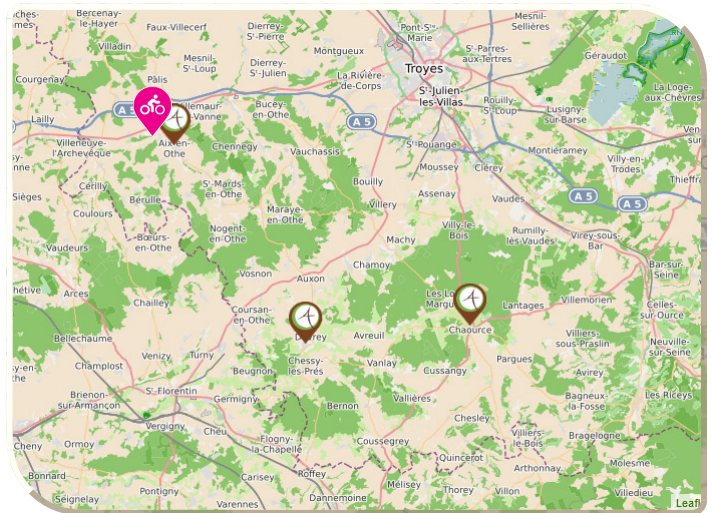 Bercenay-
le-Hayer
Faux-Villecerf
Dierrey-
St-Pierre
Pont-Ste
Marie
Mesnil-
Sellières
Villadin
Montgueux
St-Parres-
aux-Tertres
Géraudot
Mesnil-
St-Loup
Dierrey-
St-Julien
La Rivière-
de-Corps
Troyes
Courgenay
Pâlis
St-Julien-
les-Villas
La Loge-
aux-Chèvres
A 5
Bucey-
en-Othe
Rouilly-
St-Loup
Lusigny-
sur-Barse
Lailly
A 5
Villeneuve-
l'Archevêque
Aix-en-
Othe
Chennegy
Vauchassis
St-Pouange
Montiéramey
Moussey
Clérey
Villy-en-
Trodes
Cérilly
St-Mards-
en-Othe
Bouilly
Assenay
Thieffra
Sièges
Bérulle
A 5
A 5
Coulours
Maraye-
en-Othe
Villery
Vaudes
Nogent-
en-Othe
Villy-le-
Bois
Rumilly-
lès-Vaudes
Virey-sous-
Bar
Bœurs-
en-Othe
Machy
Vaudeurs
Chamoy
Bar-sur-
Seine
Vosnon
Auxon
Arces
Chailley
Lantages
Villemorien
Celles-
sur-Ource
Coursan-
en-Othe
Chaource
Bellechaume
Avreuil
Villiers-
sous-Praslin
Neuville-
sur-Seine
Venizy
Turny
Chessy-
les-Prés
Vanlay
Pargues
Champlost
Beugnon
Cussangy
Avirey
St-Florentin
Brienon-
sur-Armançon
Germigny
Bernon
Vallières
Bagneux-
la-Fosse
Les Riceys
Vergigny
Cheu
Chesley
Villiers-
le-Bois
Bragelogne
Cheny
Ormoy
Flogny-
la-Chapelle
Coussegrey
Quincerot
Arthonnay
Molesme
Bonnard
Roffey
Carisey
Mélisey
Thorey
Villon
Villedieu
Pontigny
Dannemoine
Seignelay
Varennes
Leafl